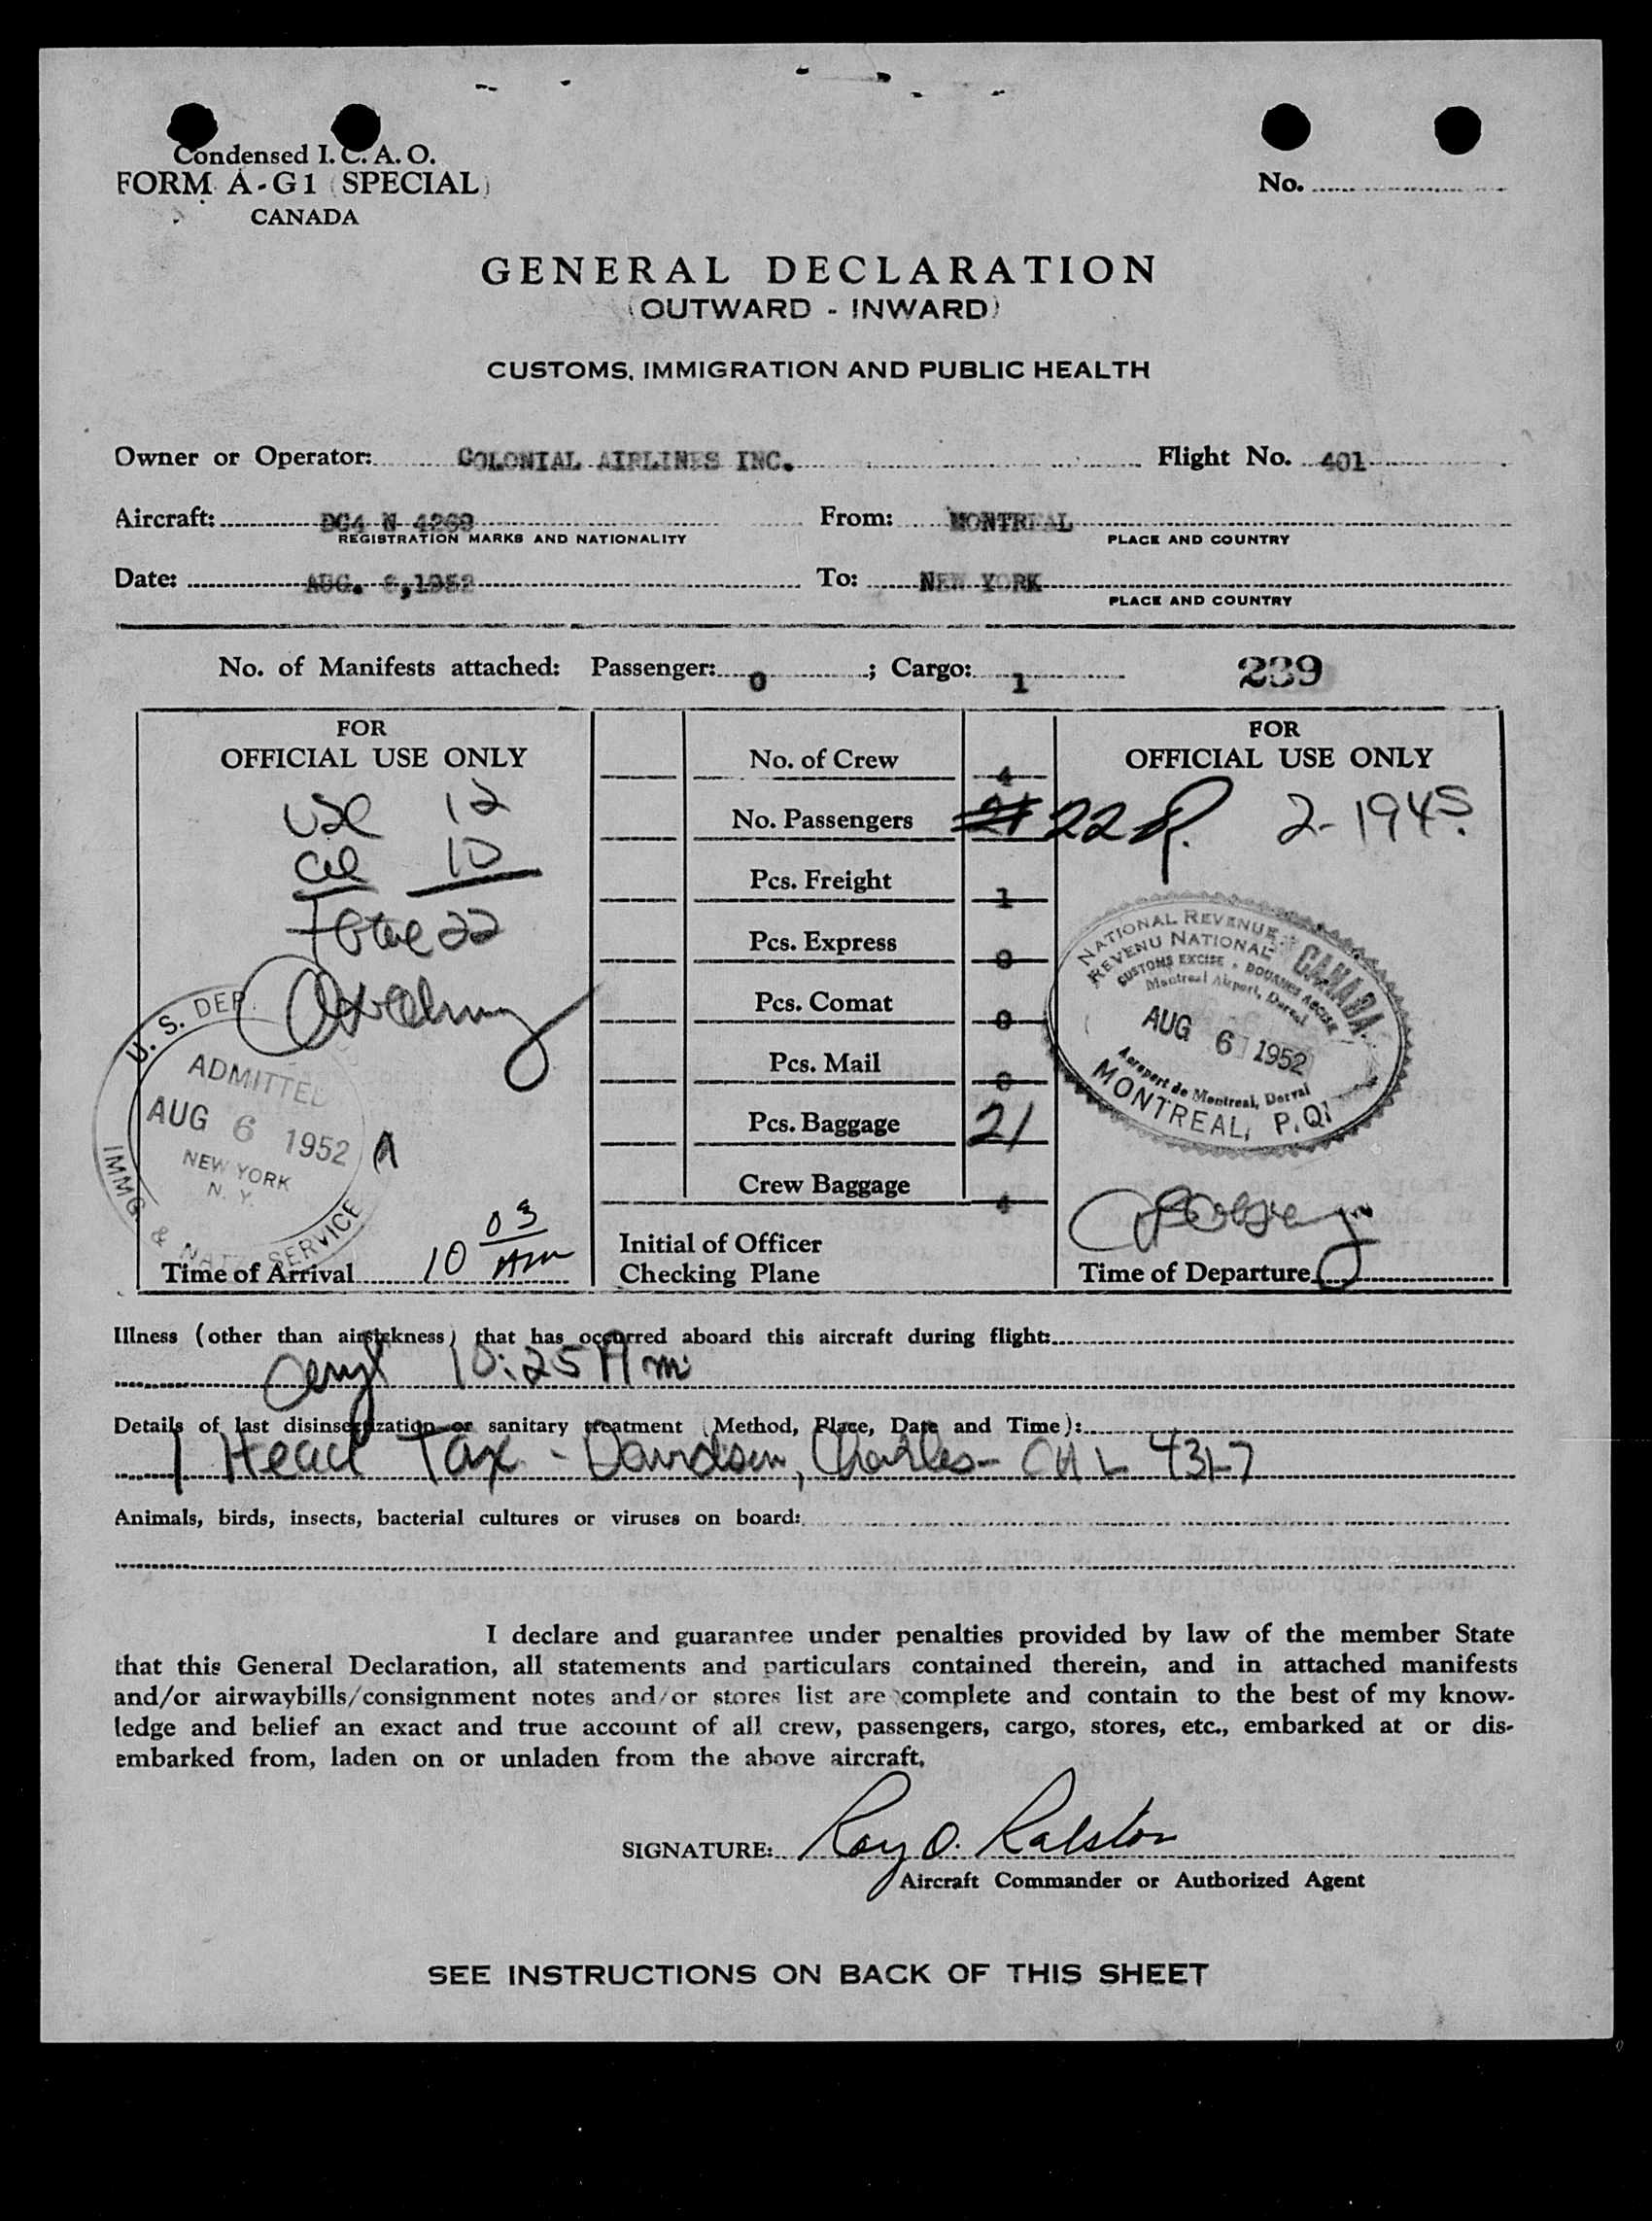 Condensed I. C. A. O.
FORM A-G1 (SPECIAL)
CANADA
No.
GENERAL DECLARATION
(OUTWARD - INWARD)
CUSTOMS, IMMIGRATION AND PUBLIC HEALTH
Owner or Operator: COLONIAL AIRLINES INC. Flight No. 401
Aircraft: DC4 N 4269 From: MONTREAL
REGISTRATION MARKS AND NATIONALITY PLACE AND COUNTRY
Date: AUG. 6,1952 To: NEW YORK
PLACE AND COUNTRY
No. of Manifests attached: Passenger: 0 ; Cargo: 1 239
FOR
OFFICIAL USE ONLY
USC 12
10
Total 22
U. S. DEP.
ADMITTED
AUG 6 1952 A
NEW YORK
N. Y.
IMMG. & NATZ SERVICE
Time of Arrival 10 03 AM
No. of Crew 4
No. Passengers 21 22
Pcs. Freight 1
Pcs. Express 0
Pcs. Comat 0
Pcs. Mail 0
Pcs. Baggage 21
Crew Baggage 4
Initial of Officer
Checking Plane
FOR
OFFICIAL USE ONLY
2-1945
NATIONAL REVENUE CANADA
REVENU NATIONAL
CUSTOMS EXCISE - DOUANES ACCISE
Montreal Airport, Dorval
AUG 6 1952
Aeroport de Montreal, Dorval
MONTREAL, P.Q.
Time of Departure
Illness (other than airsickness) that has occurred aboard this aircraft during flight:
10:25 Am
Details of last disinsectization or sanitary treatment (Method, Place, Date and Time):
1 Head Tax - Davidson, Charles - CAL 4317
Animals, birds, insects, bacterial cultures or viruses on board:
I declare and guarantee under penalties provided by law of the member State
that this General Declaration, all statements and particulars contained therein, and in attached manifests
and/or airwaybills/consignment notes and/or stores list are complete and contain to the best of my know-
ledge and belief an exact and true account of all crew, passengers, cargo, stores, etc., embarked at or dis-
embarked from, laden on or unladen from the above aircraft.
SIGNATURE: Roy O. Ralston
Aircraft Commander or Authorized Agent
SEE INSTRUCTIONS ON BACK OF THIS SHEET